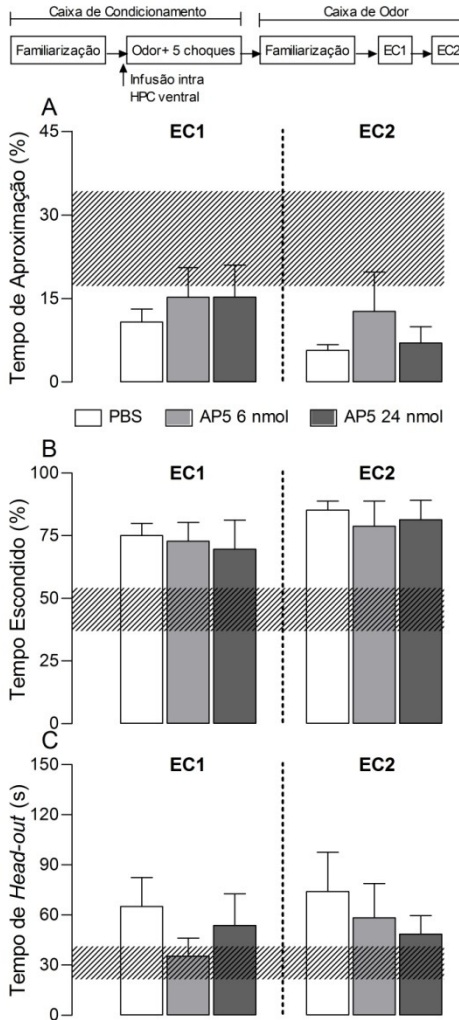 Caixa de Condicionamento
Caixa de Odor
Familiarização
Odor+ 5 choques
Familiarização
EC1
EC2
Infusão intra
HPC ventral
A
EC1
EC2
Tempo de Aproximação (%)
45
30
15
0
PBS
AP5 6 nmol
AP5 24 nmol
B
EC1
EC2
Tempo Escondido (%)
100
75
50
25
0
C
EC1
EC2
Tempo de Head-out (s)
150
120
90
60
30
0